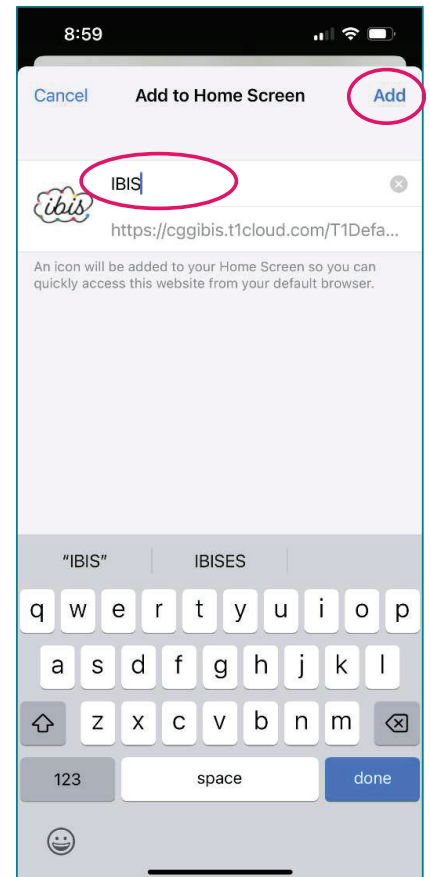 8:59
Cancel Add to Home Screen Add
IBIS
ibis
https://cggibis.t1cloud.com/T1Defa...
An icon will be added to your Home Screen so you can
quickly access this website from your default browser.
“IBIS” IBISES
q w e r t y u i o p
a s d f g h j k l
z x c v b n m
123 space done